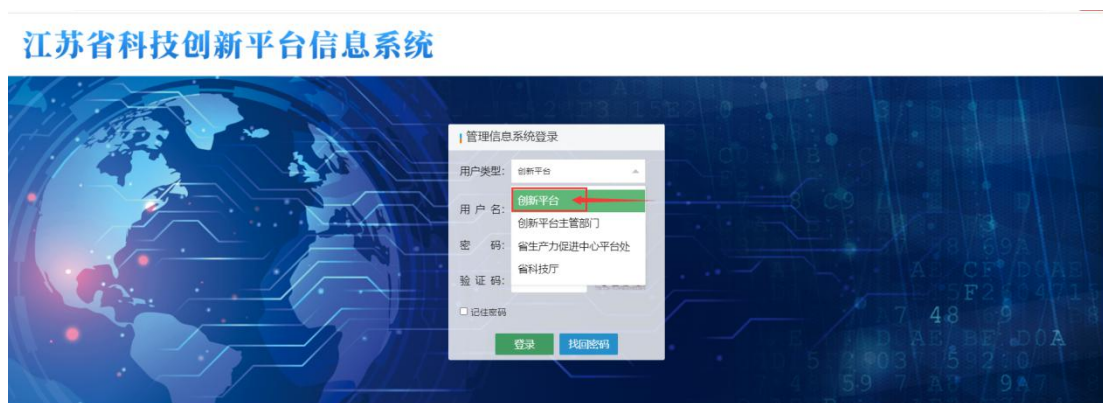 江苏省科技创新平台信息系统
管理信息系统登录
用户类型: 创新平台
创新平台
用 户 名:
创新平台主管部门
密 码:
省生产力促进中心平台处
省科技厅
验 证 码:
记住密码
登录 找回密码